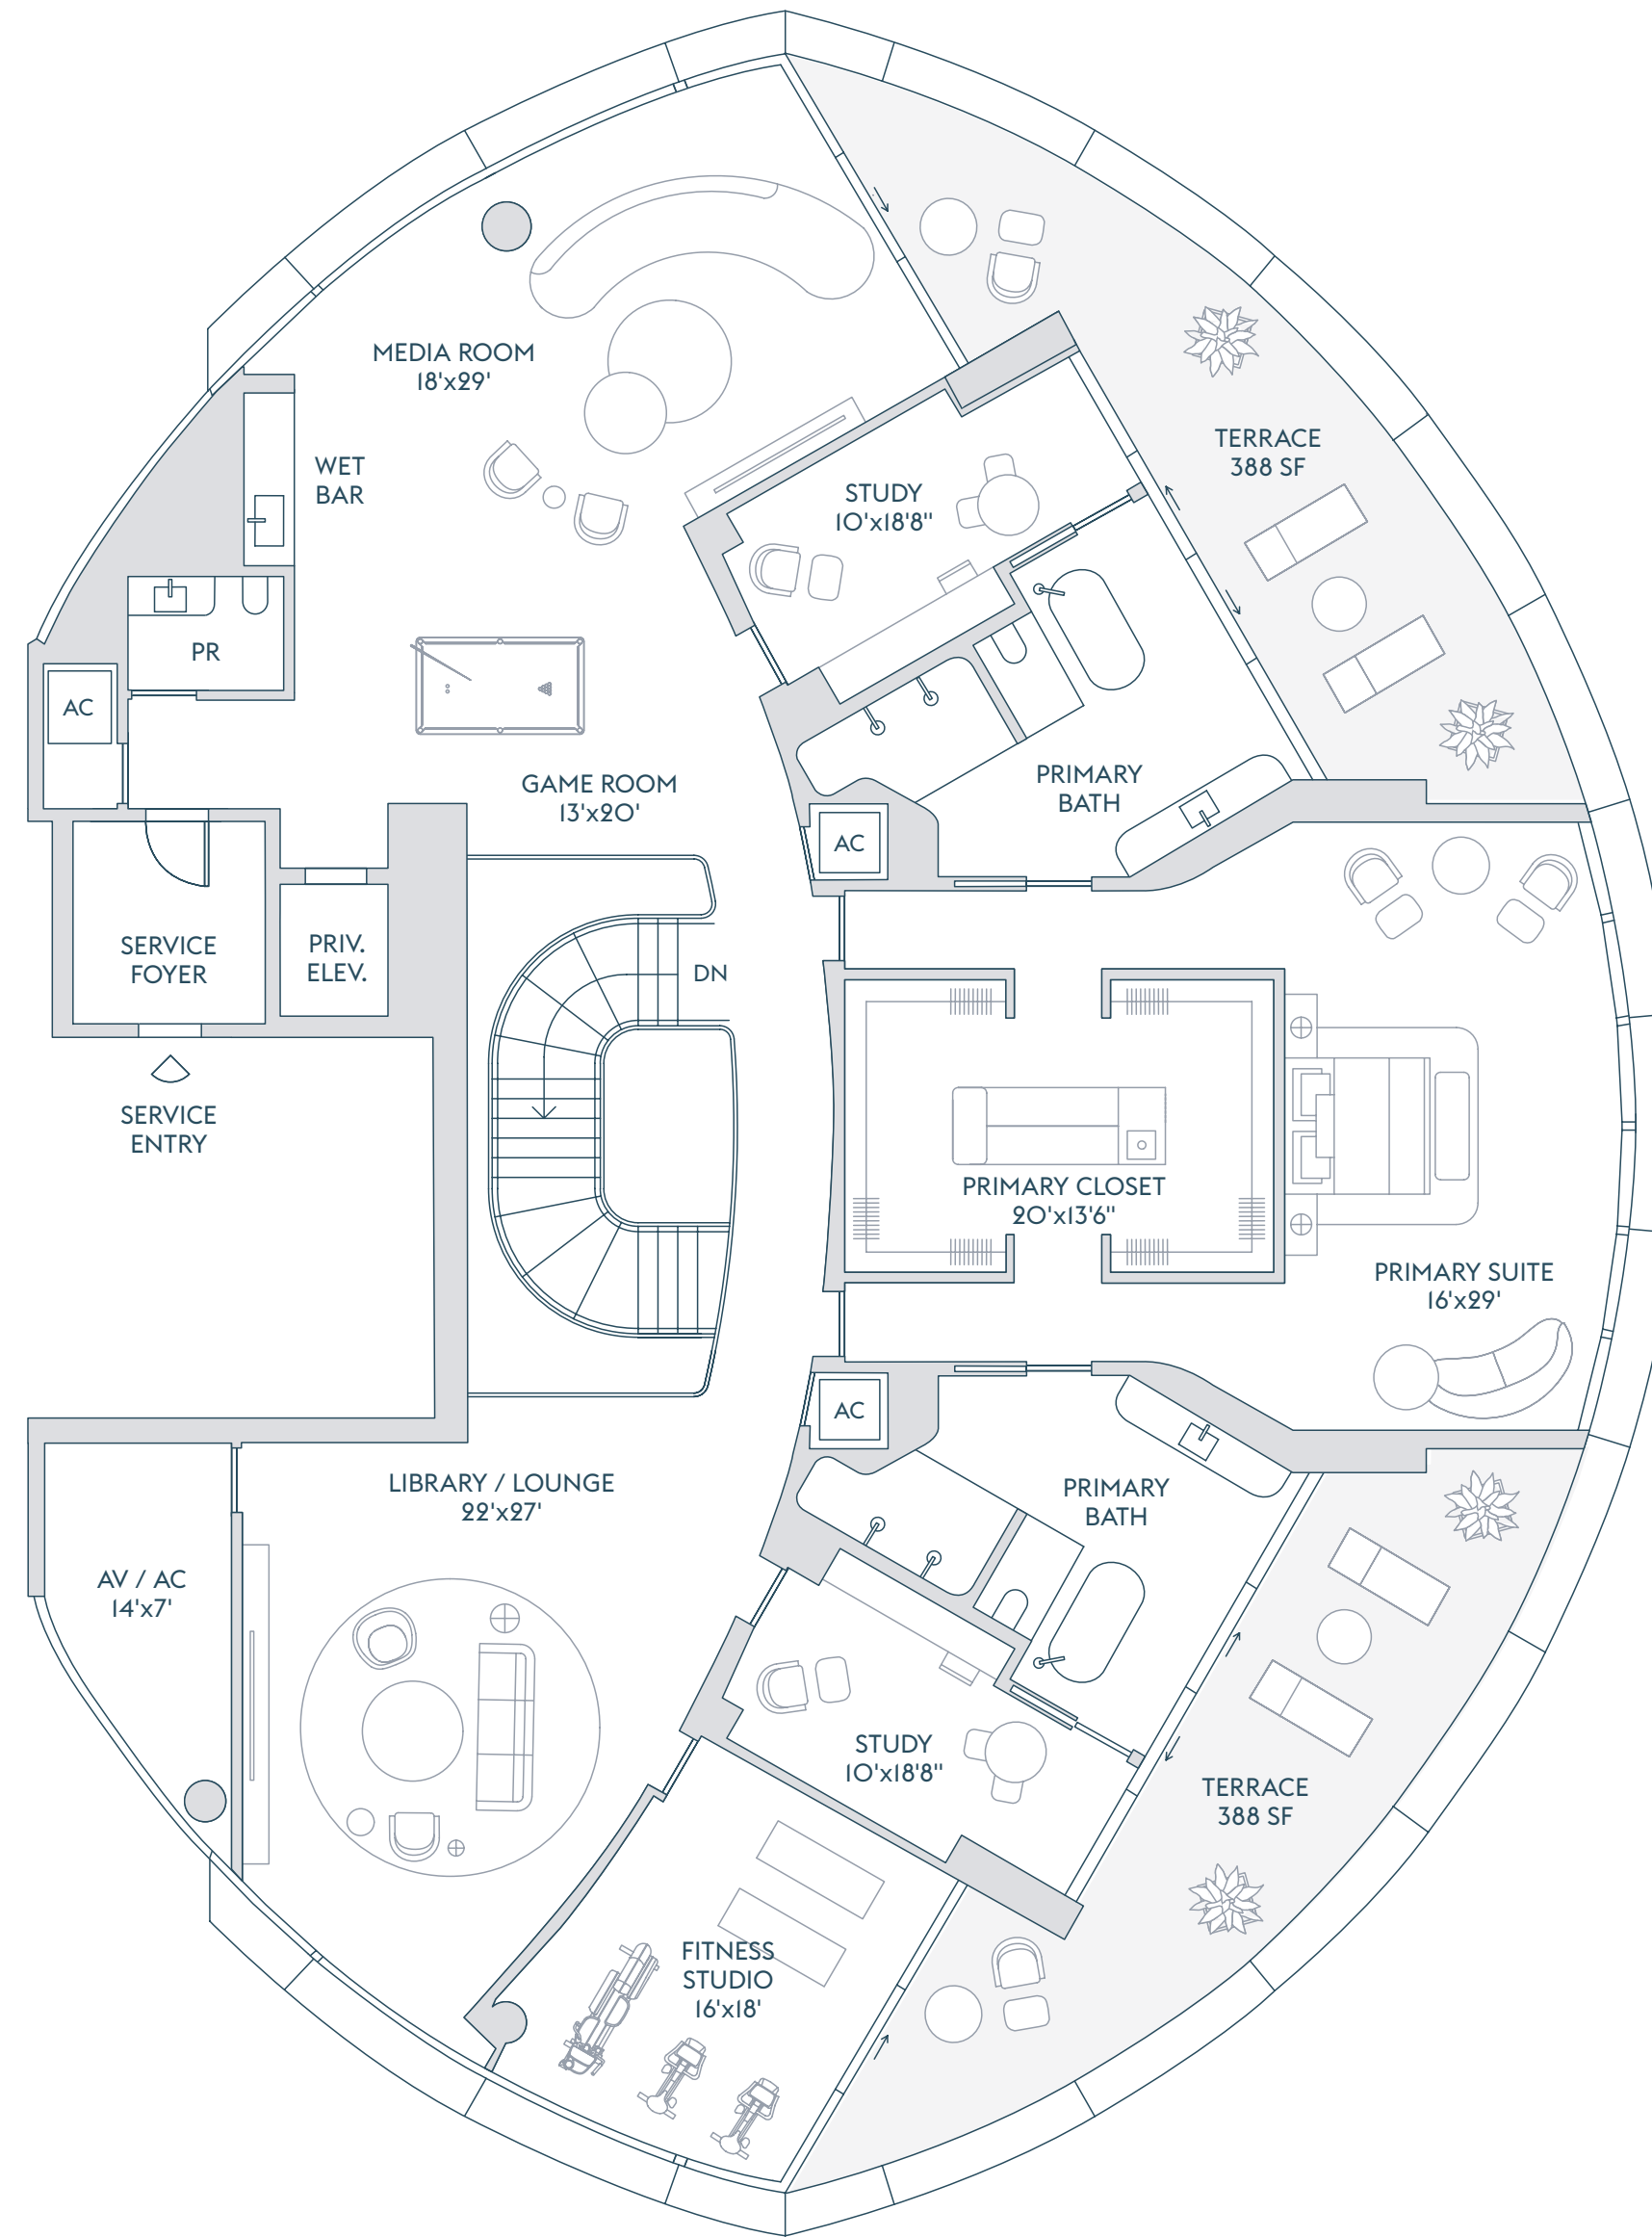 MEDIA ROOM
18'x29'
WET
BAR
STUDY
10'x18'8"
TERRACE
388 SF
PR
AC
GAME ROOM
13'x20'
PRIMARY
BATH
AC
SERVICE
FOYER
PRIV.
ELEV.
DN
SERVICE
ENTRY
PRIMARY CLOSET
20'x13'6"
PRIMARY SUITE
16'x29'
AC
LIBRARY / LOUNGE
22'x27'
PRIMARY
BATH
AV / AC
14'x7'
STUDY
10'x18'8"
TERRACE
388 SF
FITNESS
STUDIO
16'x18'